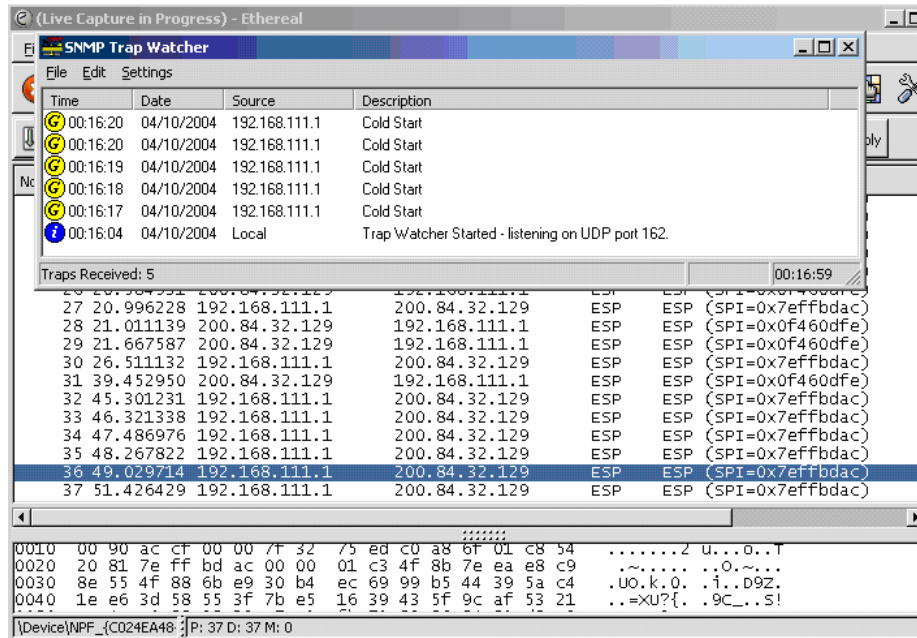 (Live Capture in Progress) - Ethereal
SNMP Trap Watcher
File Edit Settings
Time Date Source Description
00:16:20 04/10/2004 192.168.111.1 Cold Start
00:16:20 04/10/2004 192.168.111.1 Cold Start
00:16:19 04/10/2004 192.168.111.1 Cold Start
00:16:18 04/10/2004 192.168.111.1 Cold Start
00:16:17 04/10/2004 192.168.111.1 Cold Start
00:16:04 04/10/2004 Local Trap Watcher Started - listening on UDP port 162.
Traps Received: 5 00:16:59
27 20.996228 192.168.111.1 200.84.32.129 ESP ESP (SPI=0x7effbdac)
28 21.011139 200.84.32.129 192.168.111.1 ESP ESP (SPI=0x0f460dfe)
29 21.667587 200.84.32.129 192.168.111.1 ESP ESP (SPI=0x0f460dfe)
30 26.511132 192.168.111.1 200.84.32.129 ESP ESP (SPI=0x7effbdac)
31 39.452950 200.84.32.129 192.168.111.1 ESP ESP (SPI=0x0f460dfe)
32 45.301231 192.168.111.1 200.84.32.129 ESP ESP (SPI=0x7effbdac)
33 46.321338 192.168.111.1 200.84.32.129 ESP ESP (SPI=0x7effbdac)
34 47.486976 192.168.111.1 200.84.32.129 ESP ESP (SPI=0x7effbdac)
35 48.267822 192.168.111.1 200.84.32.129 ESP ESP (SPI=0x7effbdac)
36 49.029714 192.168.111.1 200.84.32.129 ESP ESP (SPI=0x7effbdac)
37 51.426429 192.168.111.1 200.84.32.129 ESP ESP (SPI=0x7effbdac)
0010 00 90 ac cf 00 00 7f 32 75 ed c0 a8 6f 01 c8 54 .......2 u...o..T
0020 20 81 7e ff bd ac 00 00 01 c3 4f 8b 7e ea e8 c9 .~..... ..O.~...
0030 8e 55 4f 88 6b e9 30 b4 ec 69 99 b5 44 39 5a c4 .UO.k.0. .i..D9Z.
0040 1e e6 3d 58 55 3f 7b e5 16 39 43 5f 9c af 53 21 ..=XU?{. .9C_..S!
\Device\NPF_{C024EA48- P: 37 D: 37 M: 0